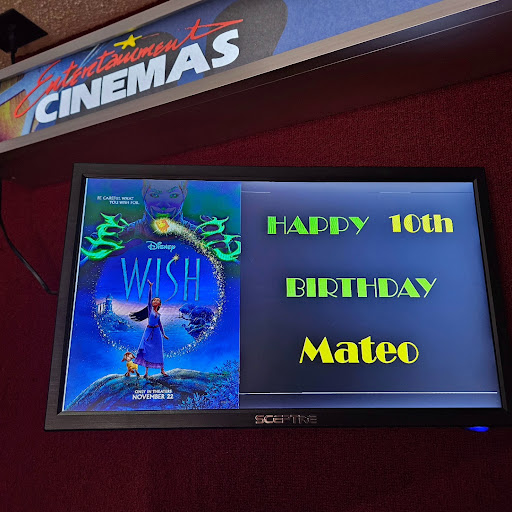 Entertainment
CINEMAS
BE CAREFUL WHAT
YOU WISH FOR.
Disney
WISH
ONLY IN THEATERS
NOVEMBER 22
HAPPY 10th
BIRTHDAY
Mateo
SCEPTRE